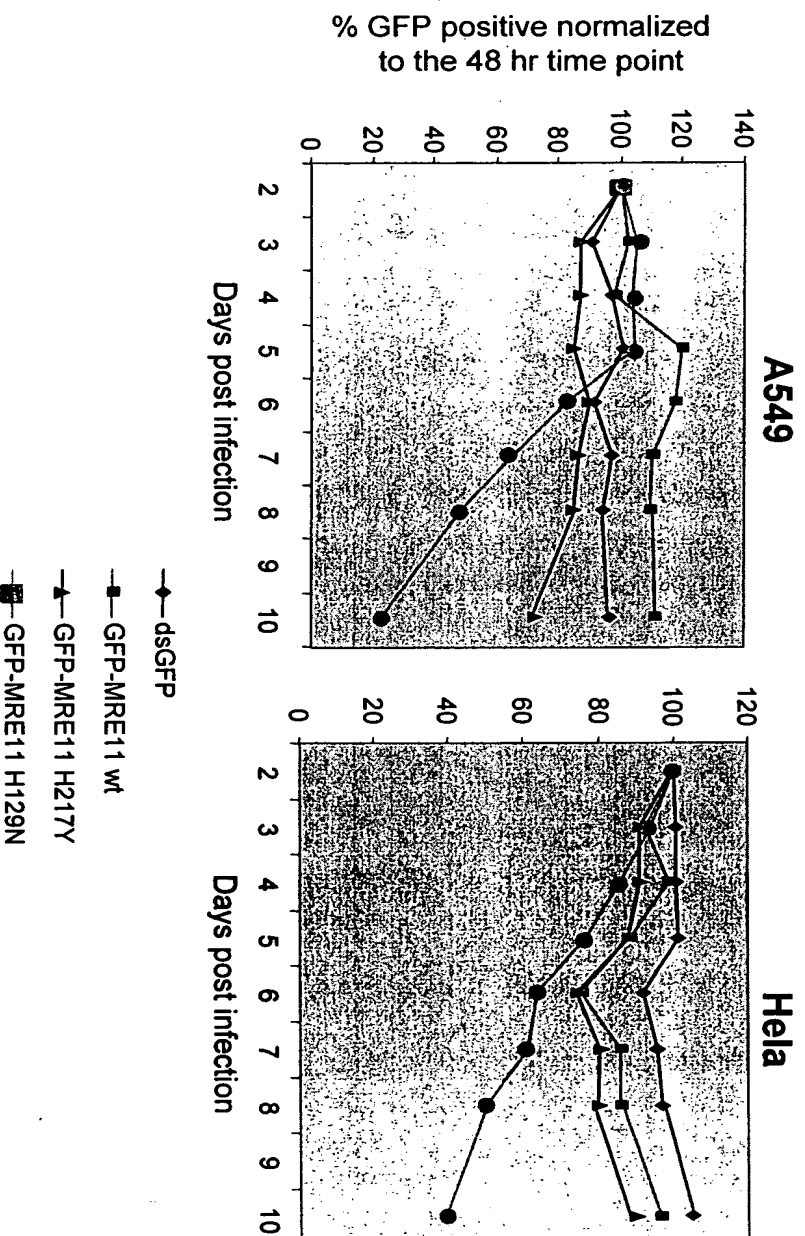 A549
% GFP positive normalized
to the 48 hr time point
140
120
100
80
60
40
20
0
2 3 4 5 6 7 8 9 10
Days post infection
Hela
120
100
80
60
40
20
0
2 3 4 5 6 7 8 9 10
Days post infection
dsGFP
GFP-MRE11 wt
GFP-MRE11 H217Y
GFP-MRE11 H129N